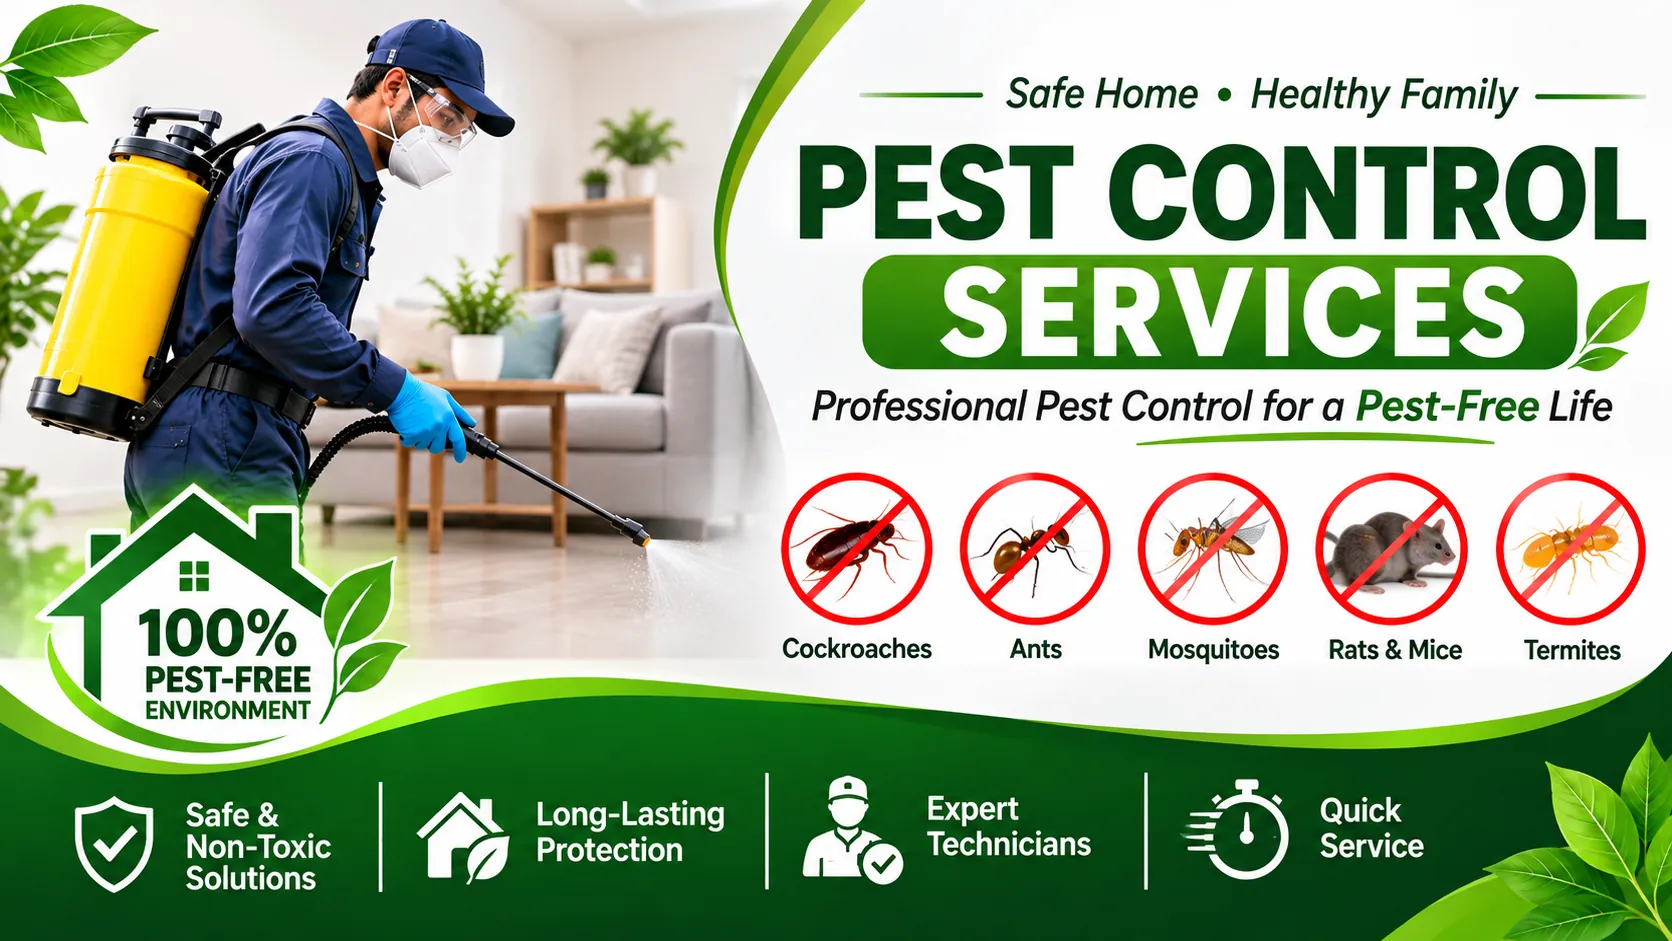 Safe Home • Healthy Family
PEST CONTROL
SERVICES
Professional Pest Control for a Pest-Free Life
Cockroaches
Ants
Mosquitoes
Rats & Mice
Termites
100%
PEST-FREE
ENVIRONMENT
Safe &
Non-Toxic
Solutions
Long-Lasting
Protection
Expert
Technicians
Quick
Service